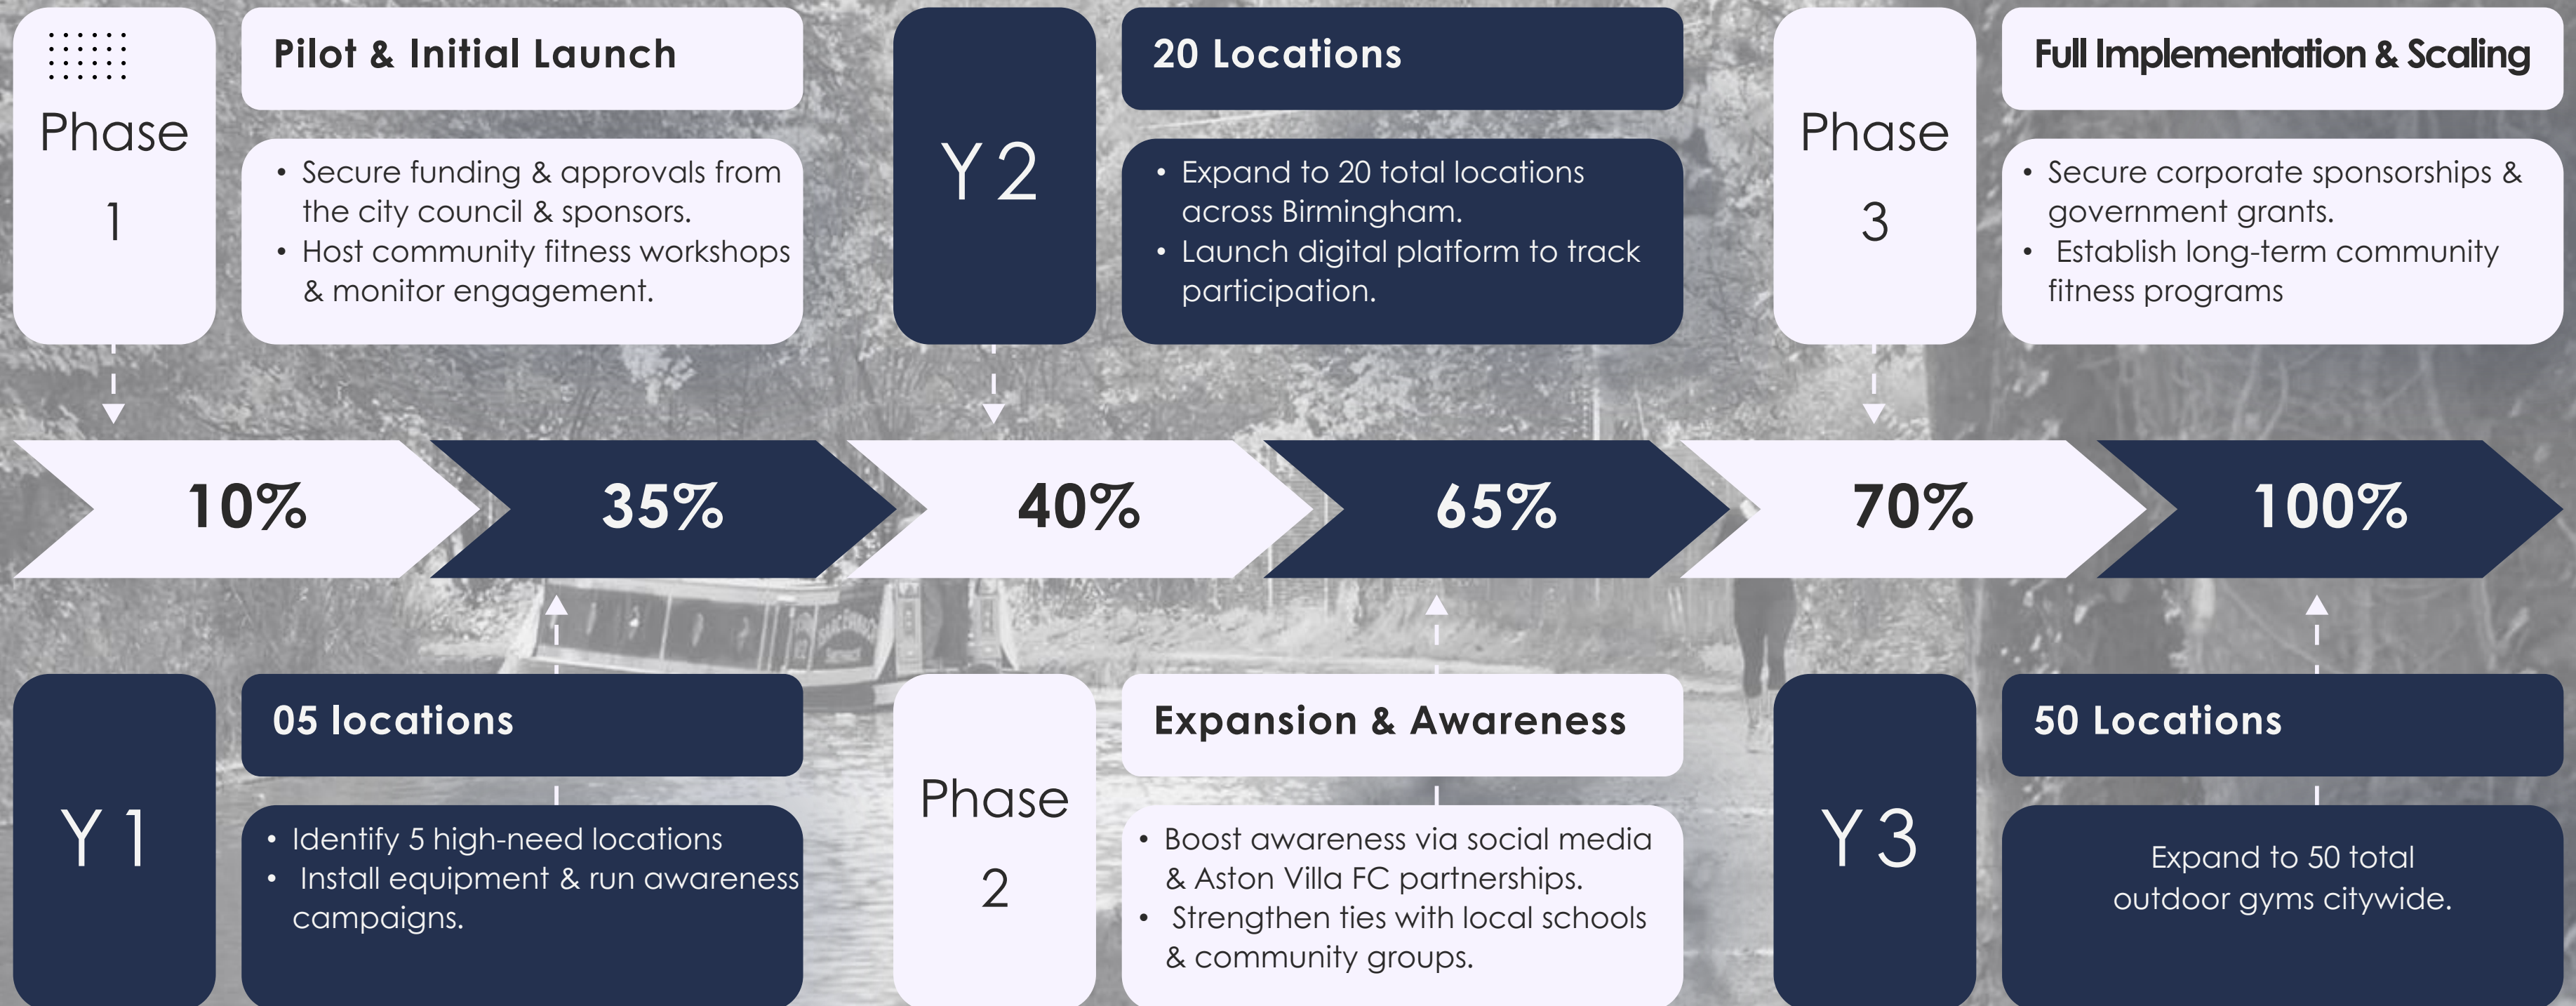 Phase
1
Pilot & Initial Launch
• Secure funding & approvals from
the city council & sponsors.
• Host community fitness workshops
& monitor engagement.
Y2
20 Locations
• Expand to 20 total locations
across Birmingham.
• Launch digital platform to track
participation.
Phase
3
Full Implementation & Scaling
• Secure corporate sponsorships &
government grants.
• Establish long-term community
fitness programs
10%
35%
40%
65%
70%
100%
Y1
05 locations
• Identify 5 high-need locations
• Install equipment & run awareness
campaigns.
Phase
2
Expansion & Awareness
• Boost awareness via social media
& Aston Villa FC partnerships.
• Strengthen ties with local schools
& community groups.
Y3
50 Locations
Expand to 50 total
outdoor gyms citywide.